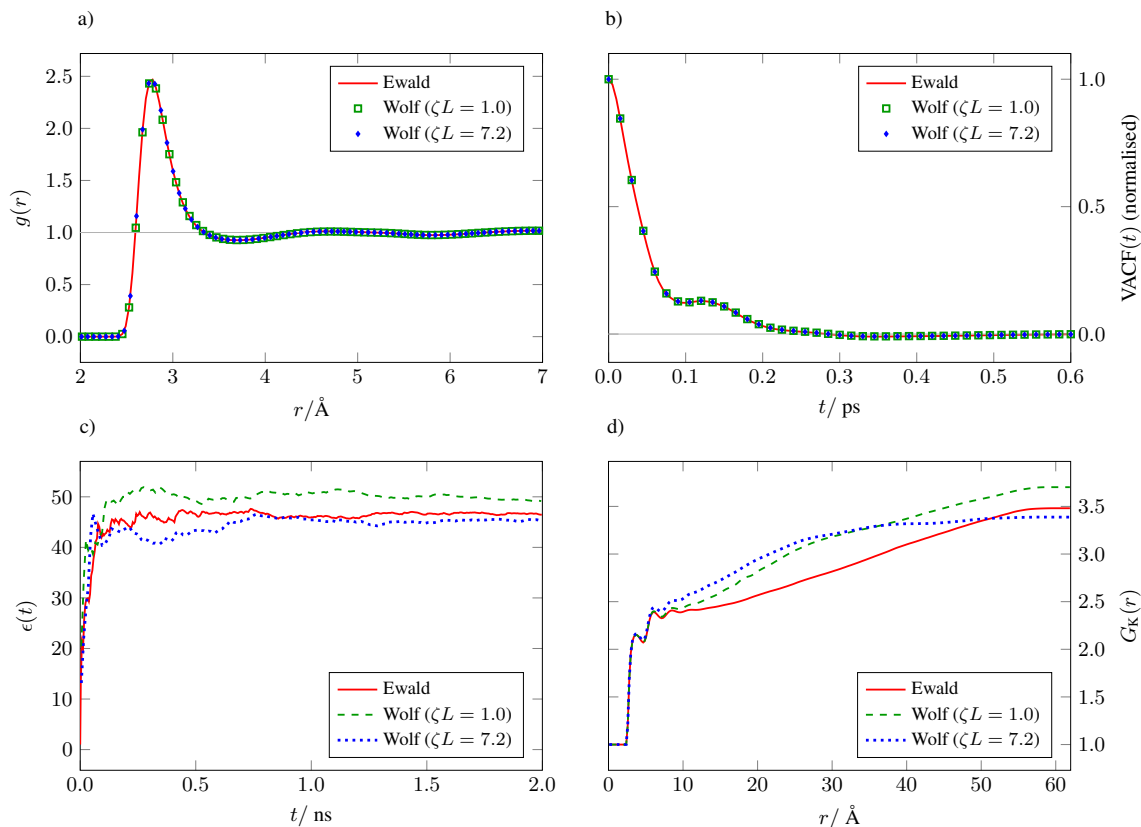 a)
2.5
2.0
1.5
1.0
0.5
0.0
g(r)
2 3 4 5 6 7
r/Å
Ewald
Wolf (ζL = 1.0)
Wolf (ζL = 7.2)
b)
1.0
0.5
0.0
VACF(t) (normalised)
0.0 0.1 0.2 0.3 0.4 0.5 0.6
t/ ps
Ewald
Wolf (ζL = 1.0)
Wolf (ζL = 7.2)
c)
50
40
30
20
10
0
ϵ(t)
0 0.5 1.0 1.5 2.0
t/ ns
Ewald
Wolf (ζL = 1.0)
Wolf (ζL = 7.2)
d)
3.5
3.0
2.5
2.0
1.5
1.0
G_K(r)
0 10 20 30 40 50 60
r/ Å
Ewald
Wolf (ζL = 1.0)
Wolf (ζL = 7.2)